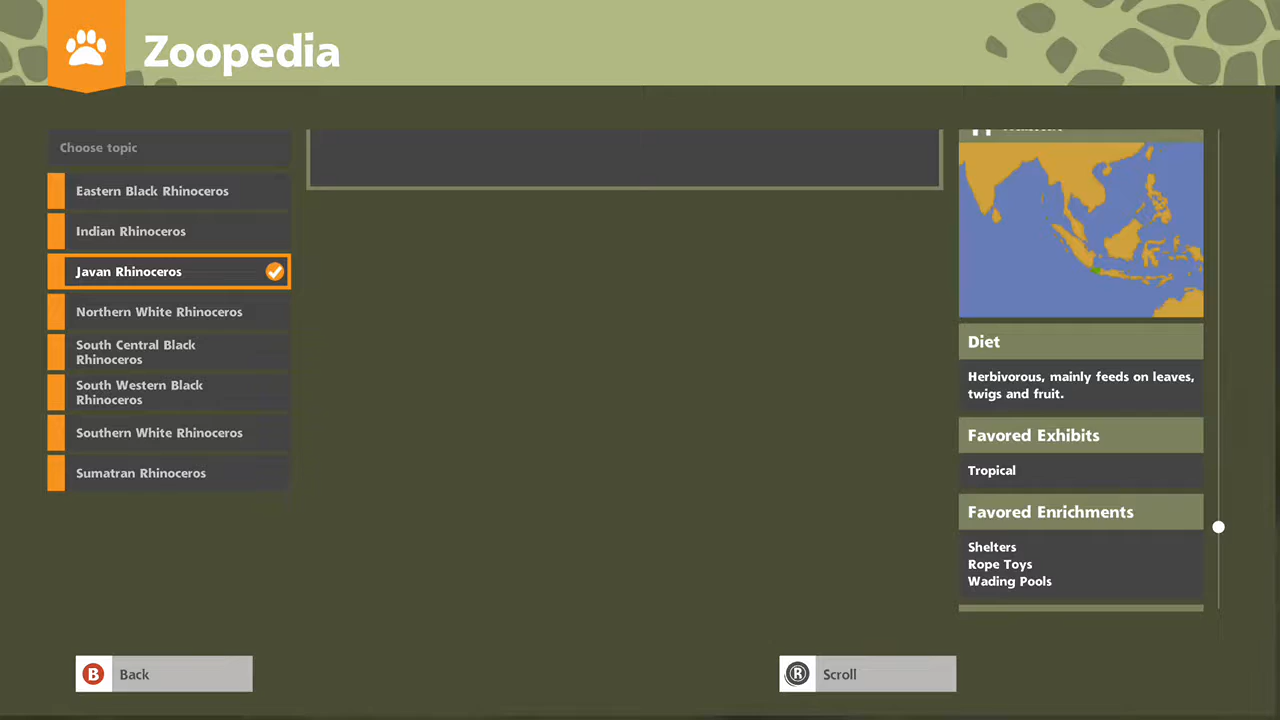 Zoopedia
Choose topic
Eastern Black Rhinoceros
Indian Rhinoceros
Javan Rhinoceros
Northern White Rhinoceros
South Central Black
Rhinoceros
South Western Black
Rhinoceros
Southern White Rhinoceros
Sumatran Rhinoceros
Diet
Herbivorous, mainly feeds on leaves,
twigs and fruit.
Favored Exhibits
Tropical
Favored Enrichments
Shelters
Rope Toys
Wading Pools
B
Back
R
Scroll